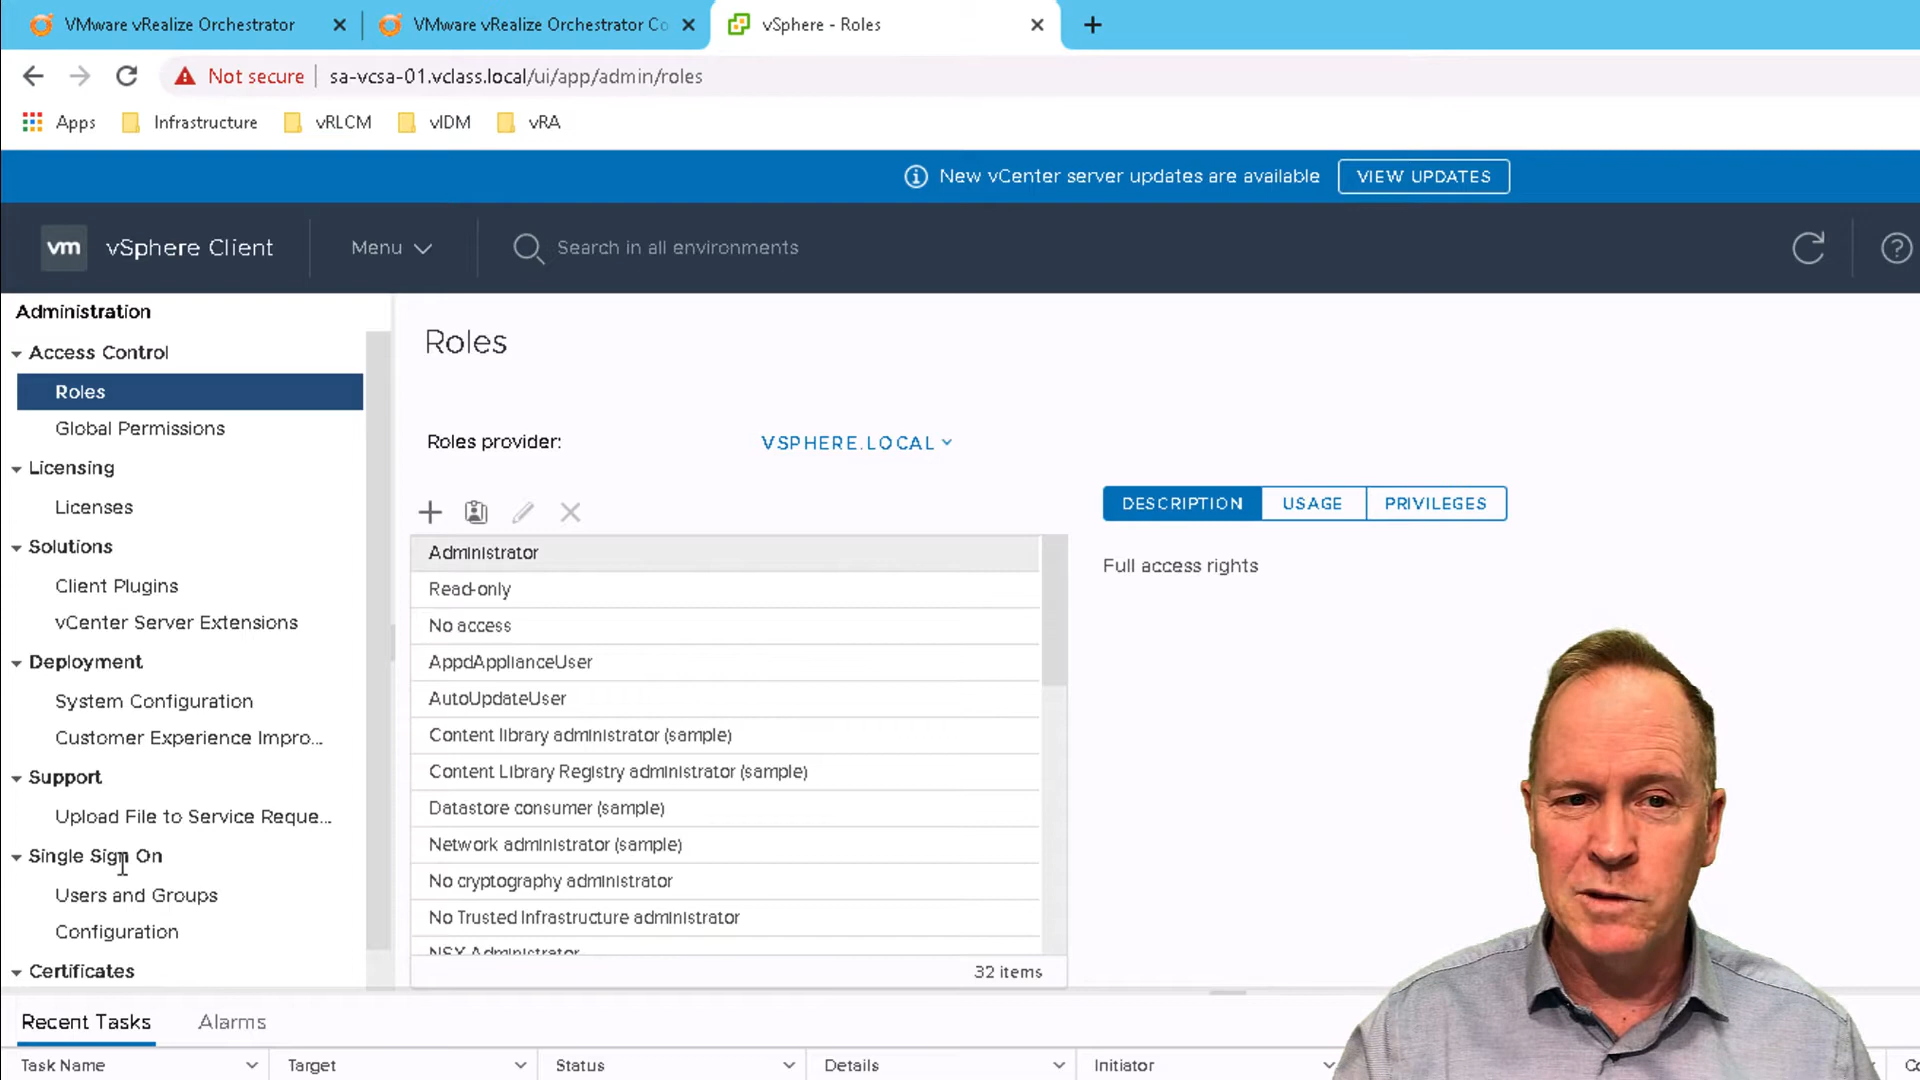 VMware vRealize Orchestrator
VMware vRealize Orchestrator Co
vSphere - Roles
Not secure
sa-vcsa-01.vclass.local/ui/app/admin/roles
Apps
Infrastructure
vRLCM
vIDM
vRA
New vCenter server updates are available
VIEW UPDATES
vm
vSphere Client
Menu
Search in all environments
Administration
Access Control
Roles
Global Permissions
Licensing
Licenses
Solutions
Client Plugins
vCenter Server Extensions
Deployment
System Configuration
Customer Experience Impro...
Support
Upload File to Service Reque...
Single Sign On
Users and Groups
Configuration
Certificates
Roles
Roles provider:
VSPHERE.LOCAL
Administrator
Read-only
No access
AppdApplianceUser
AutoUpdateUser
Content library administrator (sample)
Content Library Registry administrator (sample)
Datastore consumer (sample)
Network administrator (sample)
No cryptography administrator
No Trusted Infrastructure administrator
NSX Administrator
32 items
DESCRIPTION
USAGE
PRIVILEGES
Full access rights
Recent Tasks
Alarms
Task Name
Target
Status
Details
Initiator